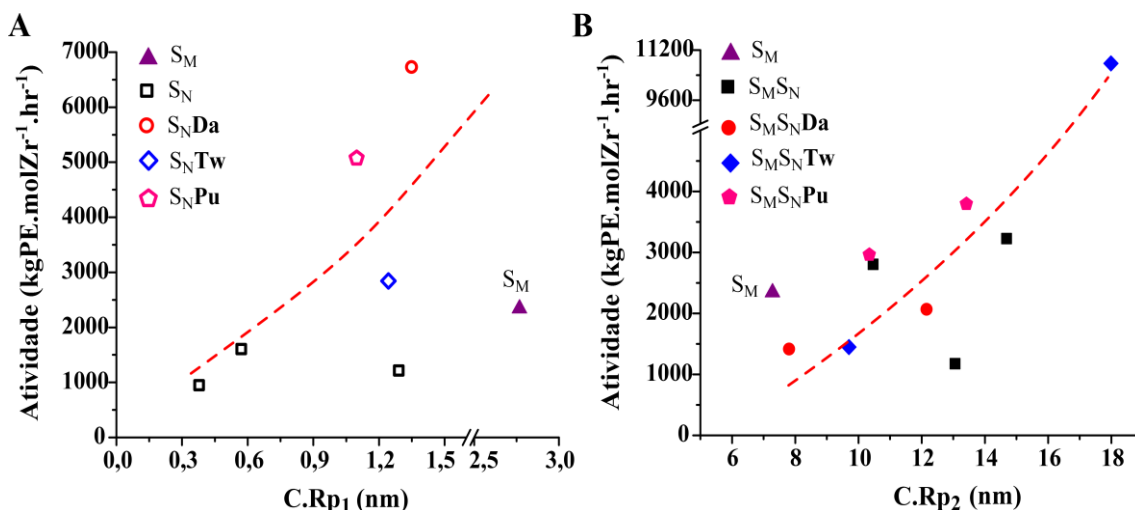 A
Atividade (kgPE.molZr⁻¹.hr⁻¹)
7000
6000
5000
4000
3000
2000
1000
0
S_M
S_N
S_NDa
S_NTw
S_NPu
S_M
0,0 0,3 0,6 0,9 1,2 1,5 2,5 3,0
C.Rp₁ (nm)
B
Atividade (kgPE.molZr⁻¹.hr⁻¹)
11200
9600
4000
3000
2000
1000
0
S_M
S_MS_N
S_MS_NDa
S_MS_NTw
S_MS_NPu
S_M
6 8 10 12 14 16 18
C.Rp₂ (nm)